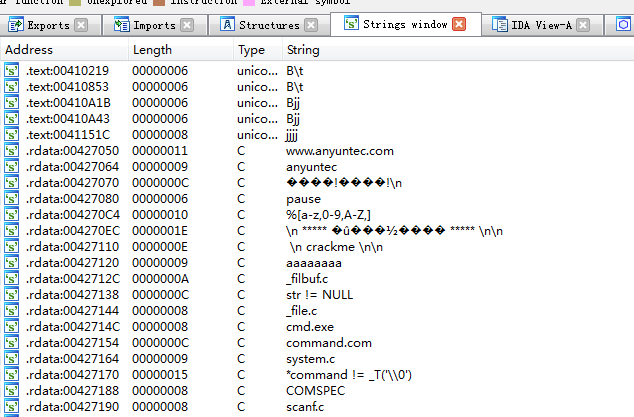 ar function unexplored Instruction External symbol
Exports Imports Structures Strings window IDA View-A
Address Length Type String
.text:00410219 00000006 unico... B\t
.text:00410853 00000006 unico... B\t
.text:00410A1B 00000006 unico... Bjj
.text:00410A43 00000006 unico... Bjj
.text:0041151C 00000008 unico... jjjj
.rdata:00427050 00000011 C www.anyuntec.com
.rdata:00427064 00000009 C anyuntec
.rdata:00427070 0000000C C ����!����!\n
.rdata:00427080 00000006 C pause
.rdata:004270C4 00000010 C %[a-z,0-9,A-Z,]
.rdata:004270EC 0000001E C \n ***** �û���½���� ***** \n\n
.rdata:00427110 0000000E C \n crackme \n\n
.rdata:00427120 00000009 C aaaaaaaa
.rdata:0042712C 0000000A C _filbuf.c
.rdata:00427138 0000000C C str != NULL
.rdata:00427144 00000008 C _file.c
.rdata:0042714C 00000008 C cmd.exe
.rdata:00427154 0000000C C command.com
.rdata:00427164 00000009 C system.c
.rdata:00427170 00000015 C *command != _T('\\0')
.rdata:00427188 00000008 C COMSPEC
.rdata:00427190 00000008 C scanf.c